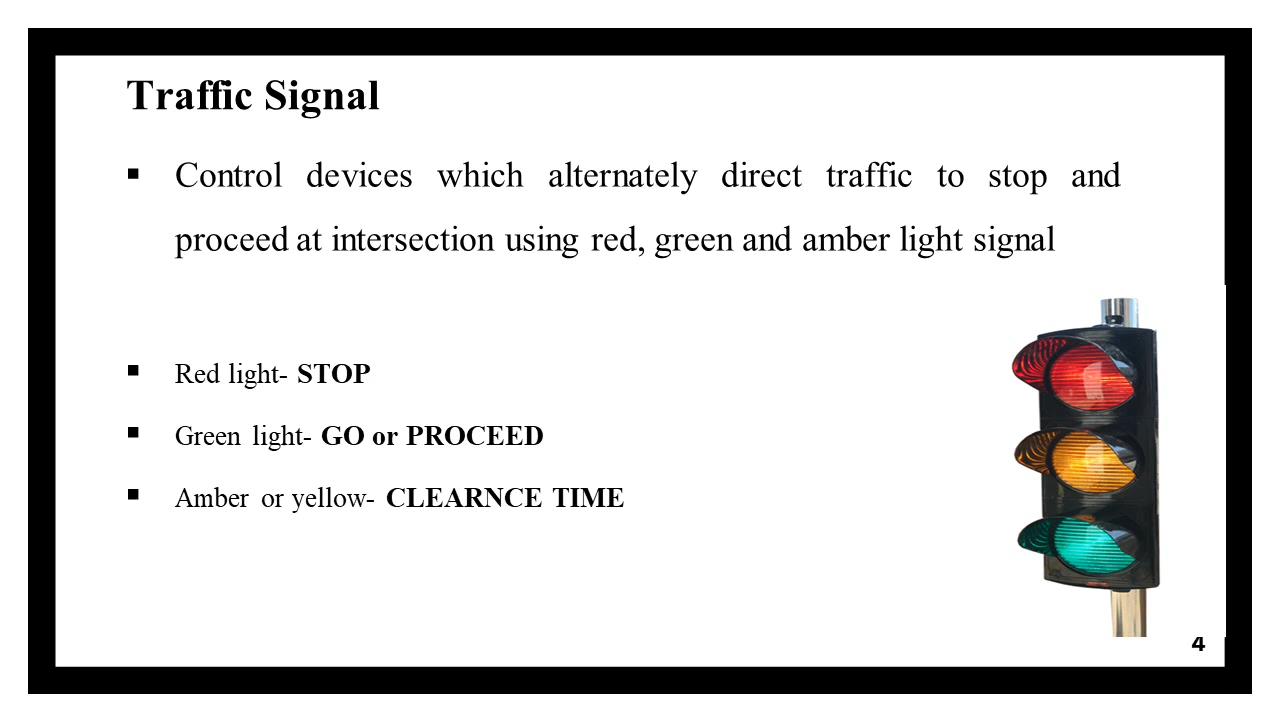 Traffic Signal
▪ Control devices which alternately direct traffic to stop and
proceed at intersection using red, green and amber light signal
▪ Red light- STOP
▪ Green light- GO or PROCEED
▪ Amber or yellow- CLEARNCE TIME
4